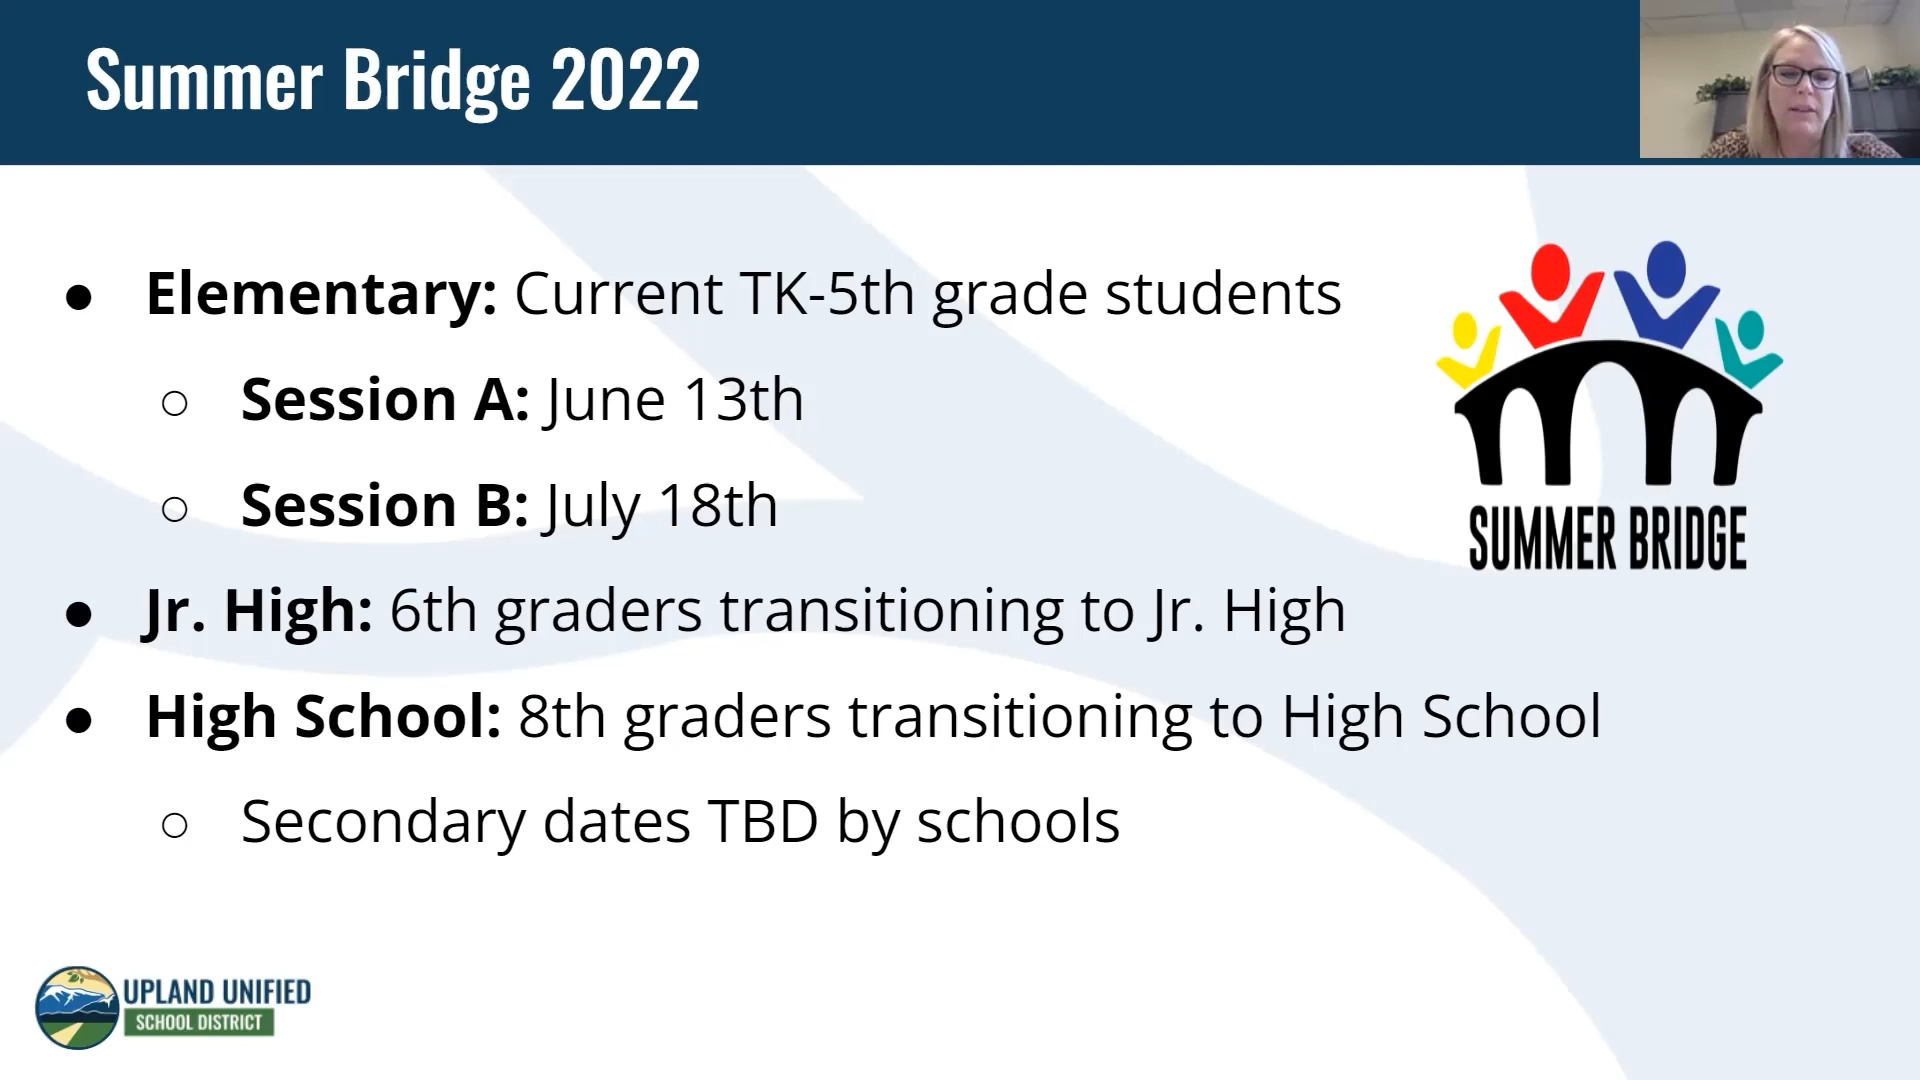 Summer Bridge 2022
● Elementary: Current TK-5th grade students
○ Session A: June 13th
○ Session B: July 18th
● Jr. High: 6th graders transitioning to Jr. High
● High School: 8th graders transitioning to High School
○ Secondary dates TBD by schools
SUMMER BRIDGE
UPLAND UNIFIED
SCHOOL DISTRICT